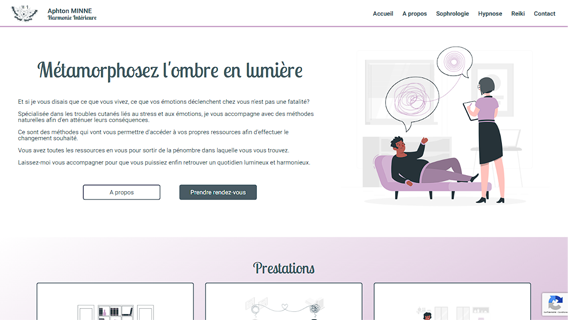 Aphton MINNE
Harmonie Intérieure
Accueil A propos Sophrologie Hypnose Reiki Contact
Métamorphosez l'ombre en lumière
Et si je vous disais que ce que vous vivez, ce que vos émotions déclenchent chez vous n'est pas une fatalité?
Spécialisée dans les troubles cutanés liés au stress et aux émotions, je vous accompagne avec des méthodes
naturelles afin d'en atténuer leurs conséquences.
Ce sont des méthodes qui vont vous permettre d'accéder à vos propres ressources afin d'effectuer le
changement souhaité.
Vous avez toutes les ressources en vous pour sortir de la pénombre dans laquelle vous vous trouvez.
Laissez-moi vous accompagner pour que vous puissiez enfin retrouver un quotidien lumineux et harmonieux.
A propos
Prendre rendez-vous
Prestations